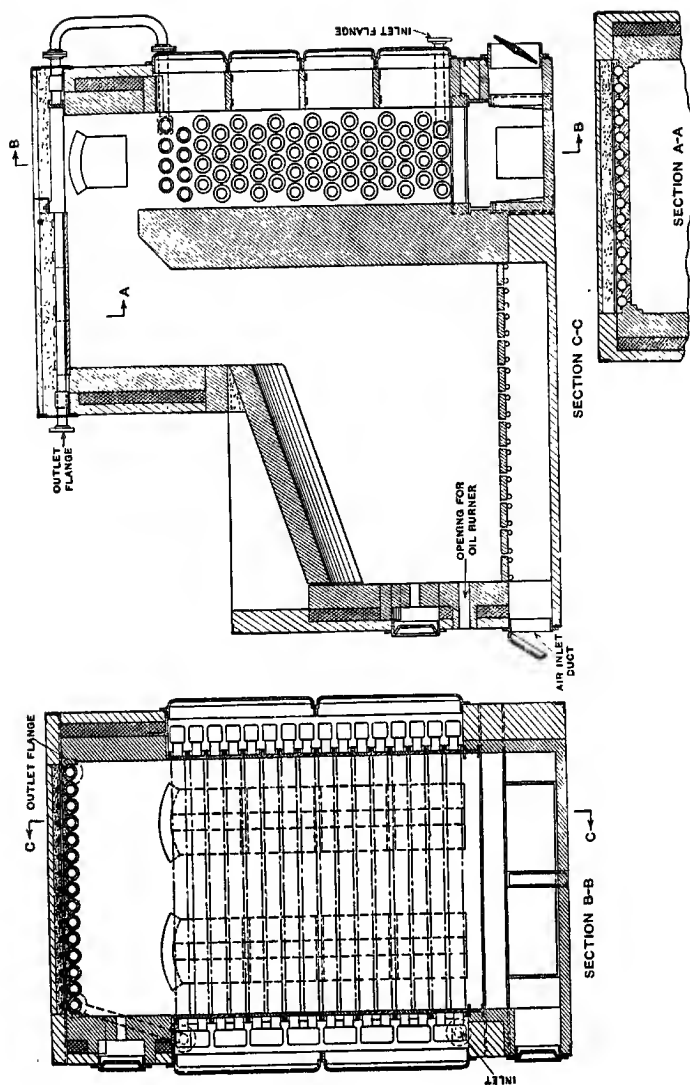 B
INLET FLANGE
B
A
OUTLET
FLANGE
OPENING FOR
OIL BURNER
AIR INLET
DUCT
SECTION C-C
SECTION A-A
OUTLET FLANGE
C
C
INLET
SECTION B-B